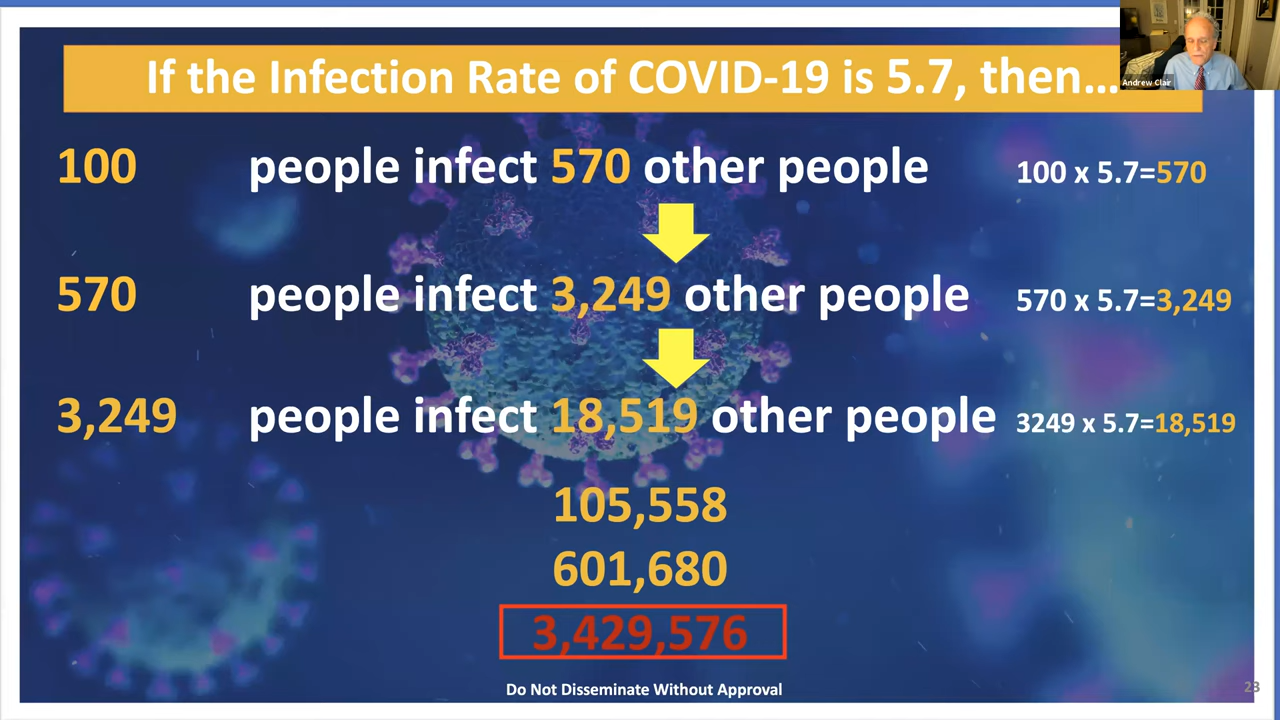 If the Infection Rate of COVID-19 is 5.7, then...
Andrew Clair
100 people infect 570 other people 100 x 5.7=570
570 people infect 3,249 other people 570 x 5.7=3,249
3,249 people infect 18,519 other people 3249 x 5.7=18,519
105,558
601,680
3,429,576
Do Not Disseminate Without Approval
23